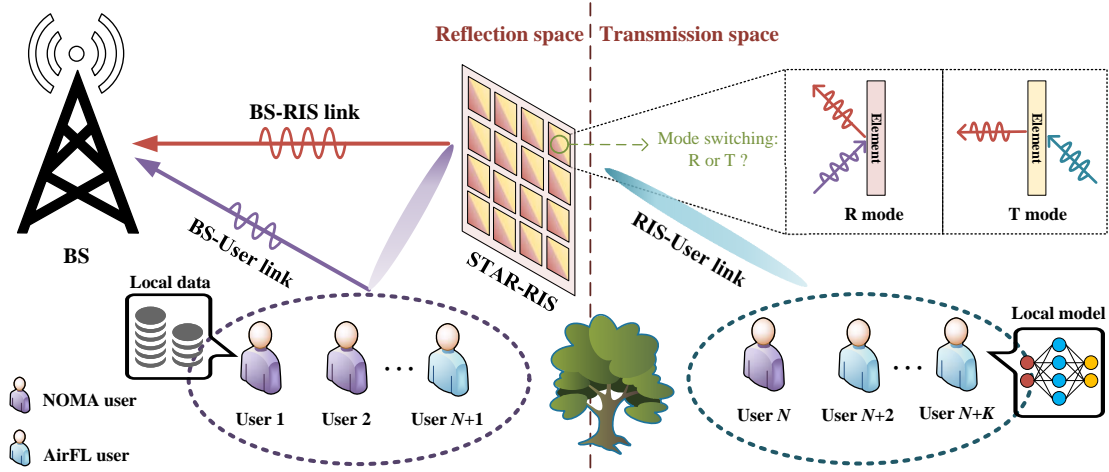 Reflection space
Transmission space
BS-RIS link
Mode switching:
R or T ?
Element
Element
R mode
T mode
BS-User link
RIS-User link
STAR-RIS
BS
Local data
Local model
User 1
User 2
...
User N+1
User N
User N+2
...
User N+K
NOMA user
AirFL user